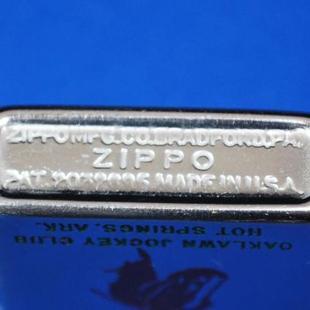 ZIPPO MFG. CO. BRADFORD, PA.
ZIPPO
PAT. 2032695 MADE IN U.S.A.
OAKLAWN JOCKEY CLUB
HOT SPRINGS, ARK.